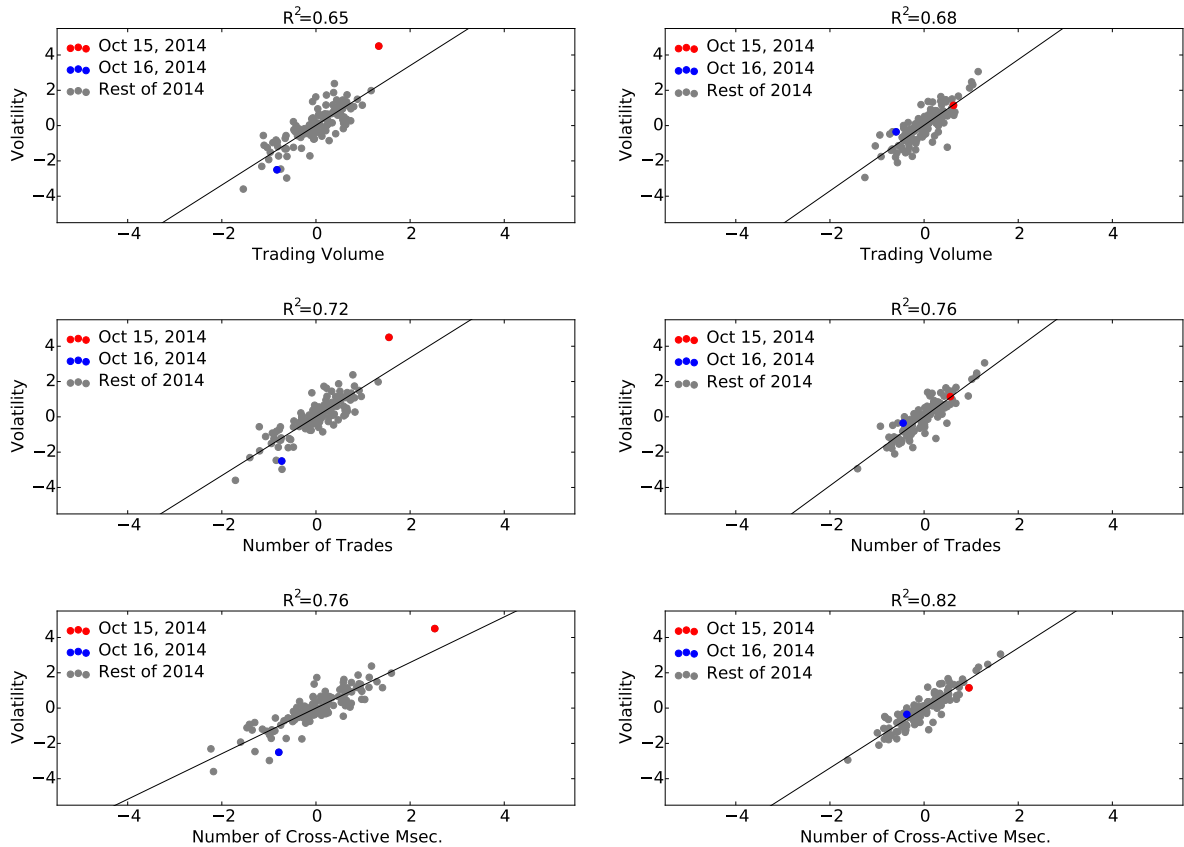 R²=0.65
Volatility
4
2
0
−2
−4
Oct 15, 2014
Oct 16, 2014
Rest of 2014
−4 −2 0 2 4
Trading Volume
R²=0.68
Volatility
4
2
0
−2
−4
Oct 15, 2014
Oct 16, 2014
Rest of 2014
−4 −2 0 2 4
Trading Volume
R²=0.72
Volatility
4
2
0
−2
−4
Oct 15, 2014
Oct 16, 2014
Rest of 2014
−4 −2 0 2 4
Number of Trades
R²=0.76
Volatility
4
2
0
−2
−4
Oct 15, 2014
Oct 16, 2014
Rest of 2014
−4 −2 0 2 4
Number of Trades
R²=0.76
Volatility
4
2
0
−2
−4
Oct 15, 2014
Oct 16, 2014
Rest of 2014
−4 −2 0 2 4
Number of Cross-Active Msec.
R²=0.82
Volatility
4
2
0
−2
−4
Oct 15, 2014
Oct 16, 2014
Rest of 2014
−4 −2 0 2 4
Number of Cross-Active Msec.